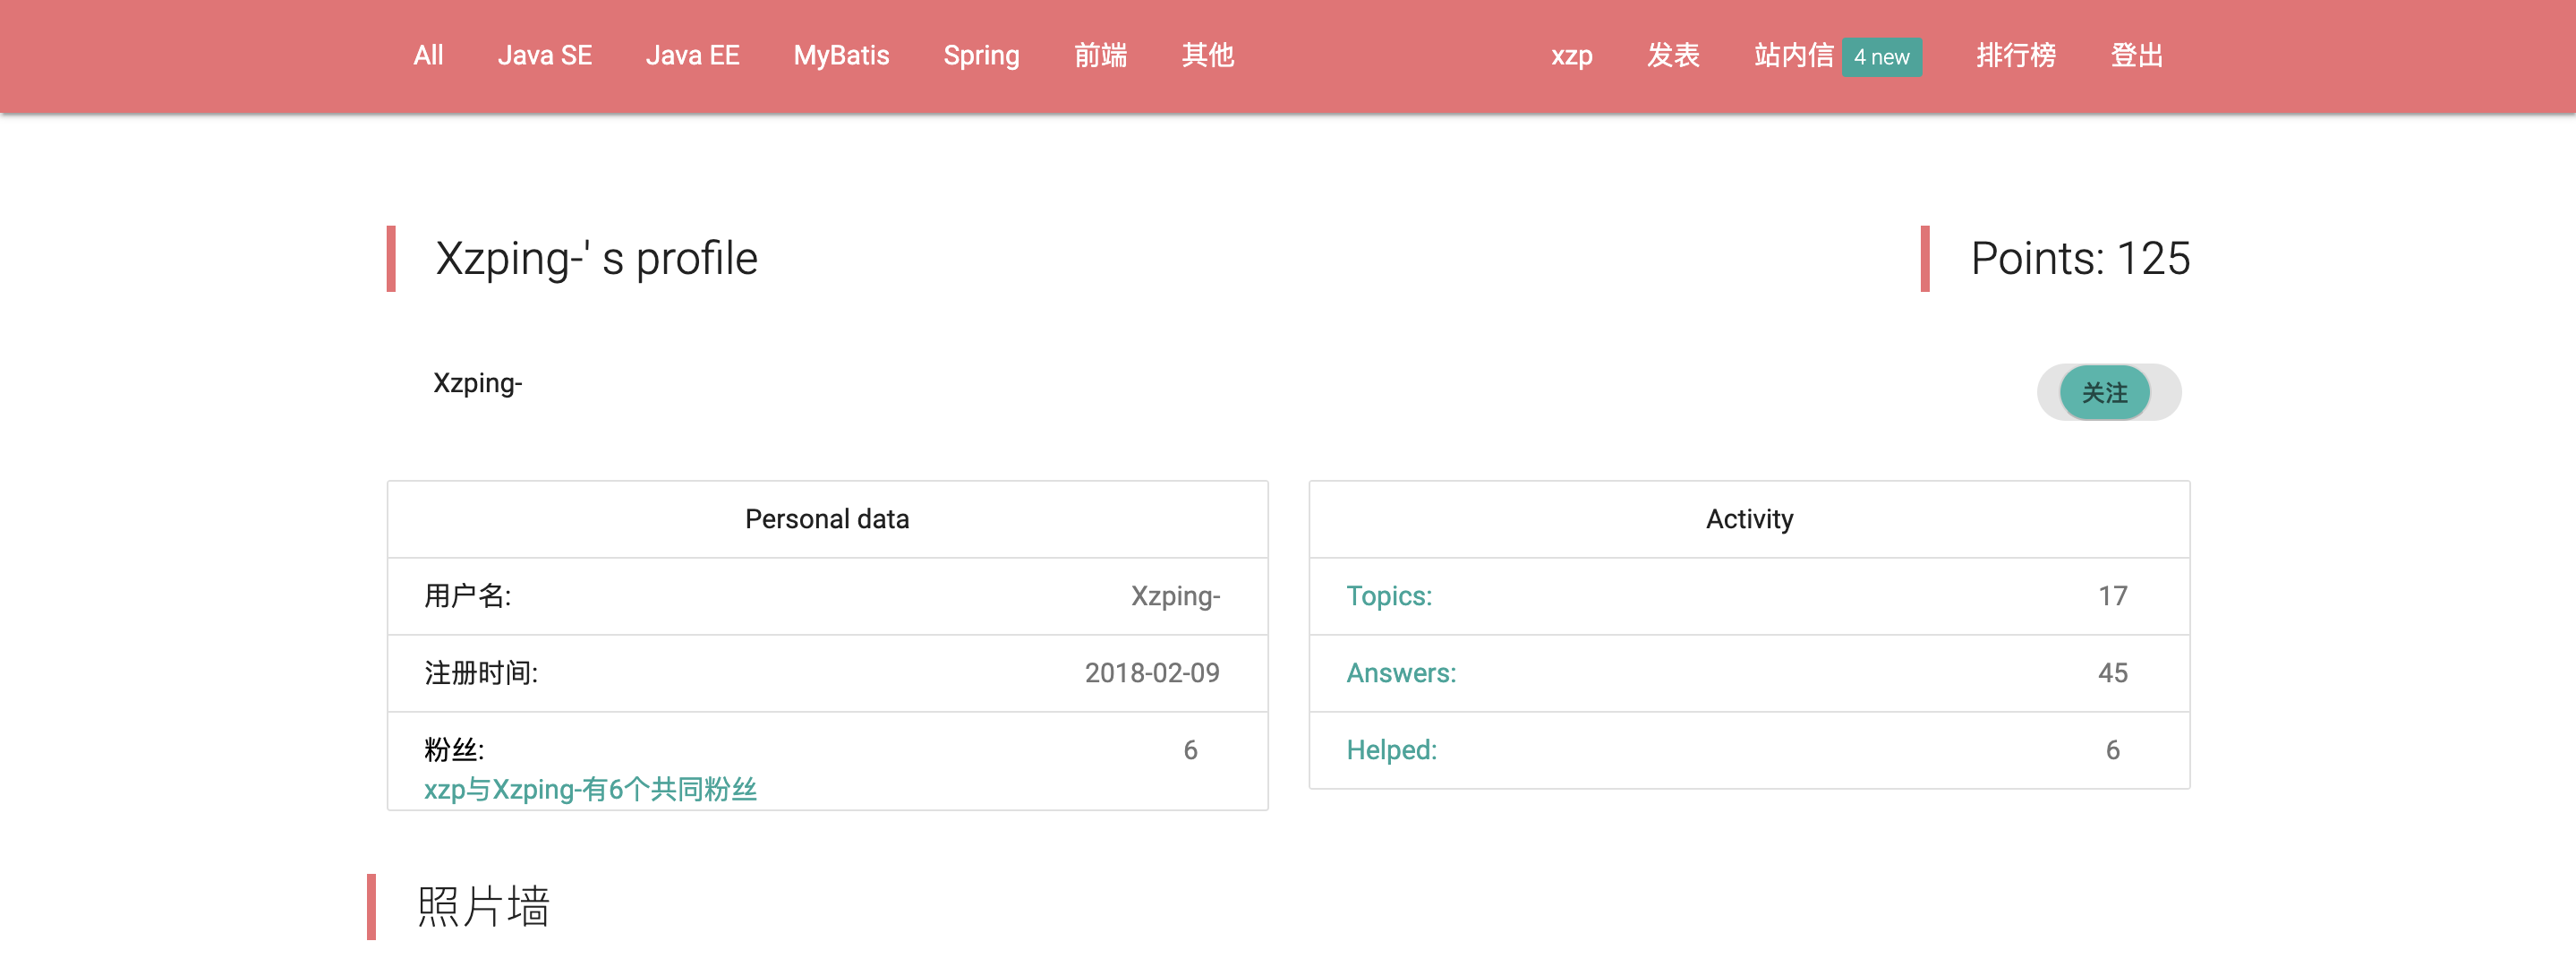 All Java SE Java EE MyBatis Spring 前端 其他 xzp 发表 站内信 4 new 排行榜 登出
Xzping-' s profile Points: 125
Xzping- 关注
Personal data
用户名: Xzping-
注册时间: 2018-02-09
粉丝: 6
xzp与Xzping-有6个共同粉丝
Activity
Topics: 17
Answers: 45
Helped: 6
照片墙